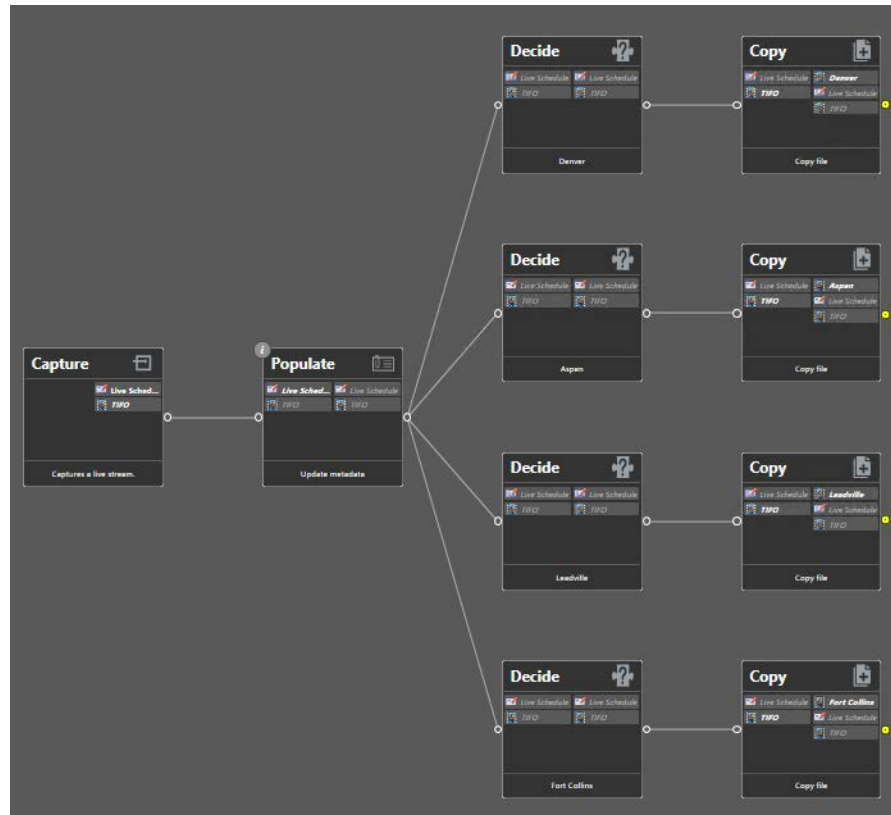 Decide
Live Schedule Live Schedule
TIFO TIFO
Denver
Copy
Live Schedule Denver
TIFO Live Schedule
TIFO
Copy file
Decide
Live Schedule Live Schedule
TIFO TIFO
Aspen
Copy
Live Schedule Aspen
TIFO Live Schedule
TIFO
Copy file
Capture
Live Sched...
TIFO
Captures a live stream.
i
Populate
Live Sched... Live Schedule
TIFO TIFO
Update metadata
Decide
Live Schedule Live Schedule
TIFO TIFO
Leadville
Copy
Live Schedule Leadville
TIFO Live Schedule
TIFO
Copy file
Decide
Live Schedule Live Schedule
TIFO TIFO
Fort Collins
Copy
Live Schedule Fort Collins
TIFO Live Schedule
TIFO
Copy file